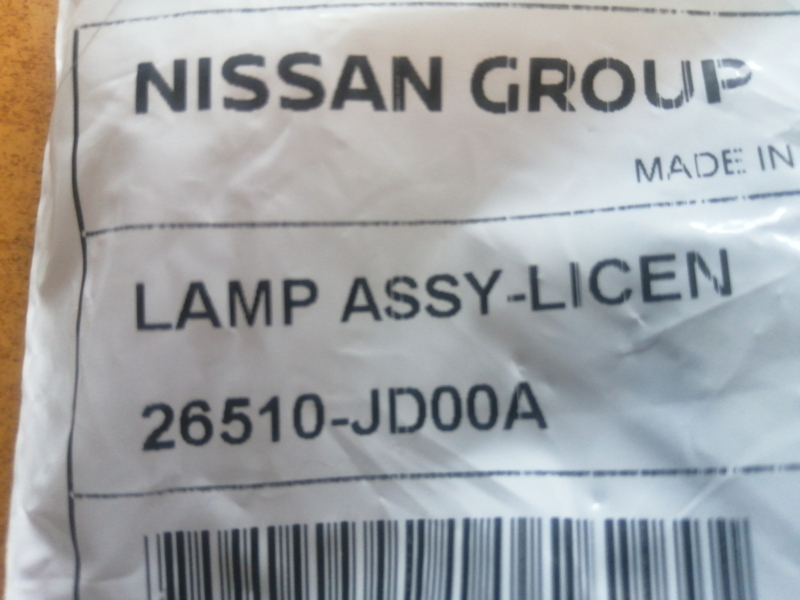 NISSAN GROUP
MADE IN
LAMP ASSY-LICEN
26510-JD00A